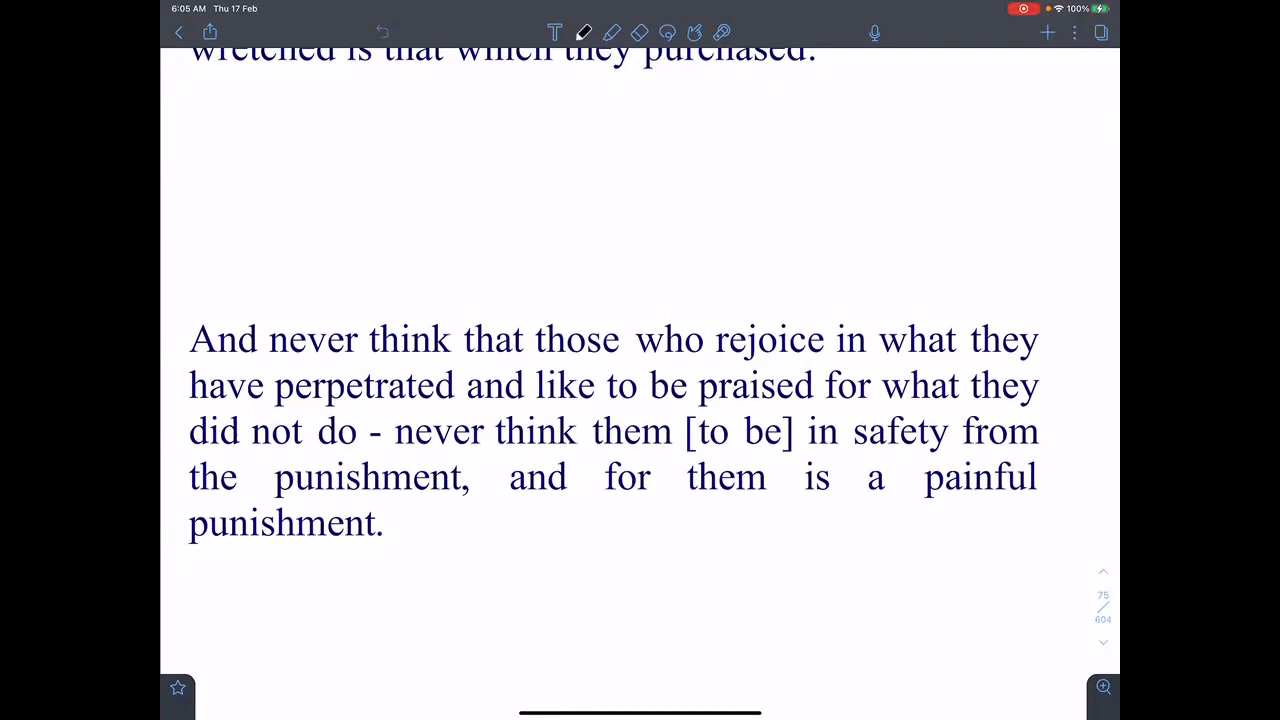 6:05 AM Thu 17 Feb
100%
T
wretched is that which they purchased.
And never think that those who rejoice in what they
have perpetrated and like to be praised for what they
did not do - never think them [to be] in safety from
the punishment, and for them is a painful
punishment.
75
604